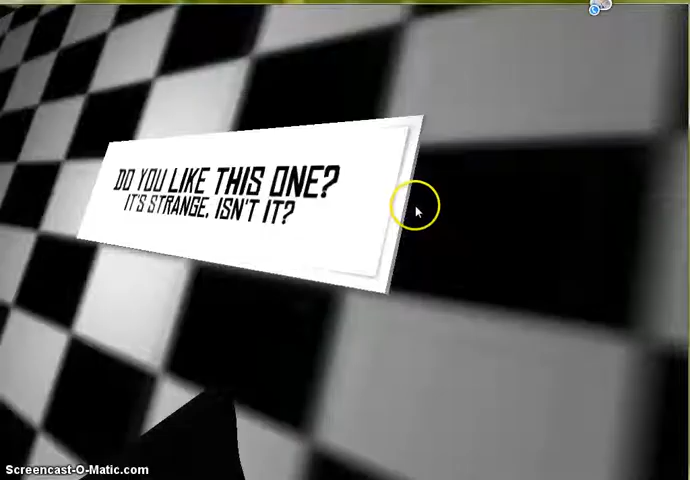 DO YOU LIKE THIS ONE?
IT'S STRANGE, ISN'T IT?
Screencast-O-Matic.com